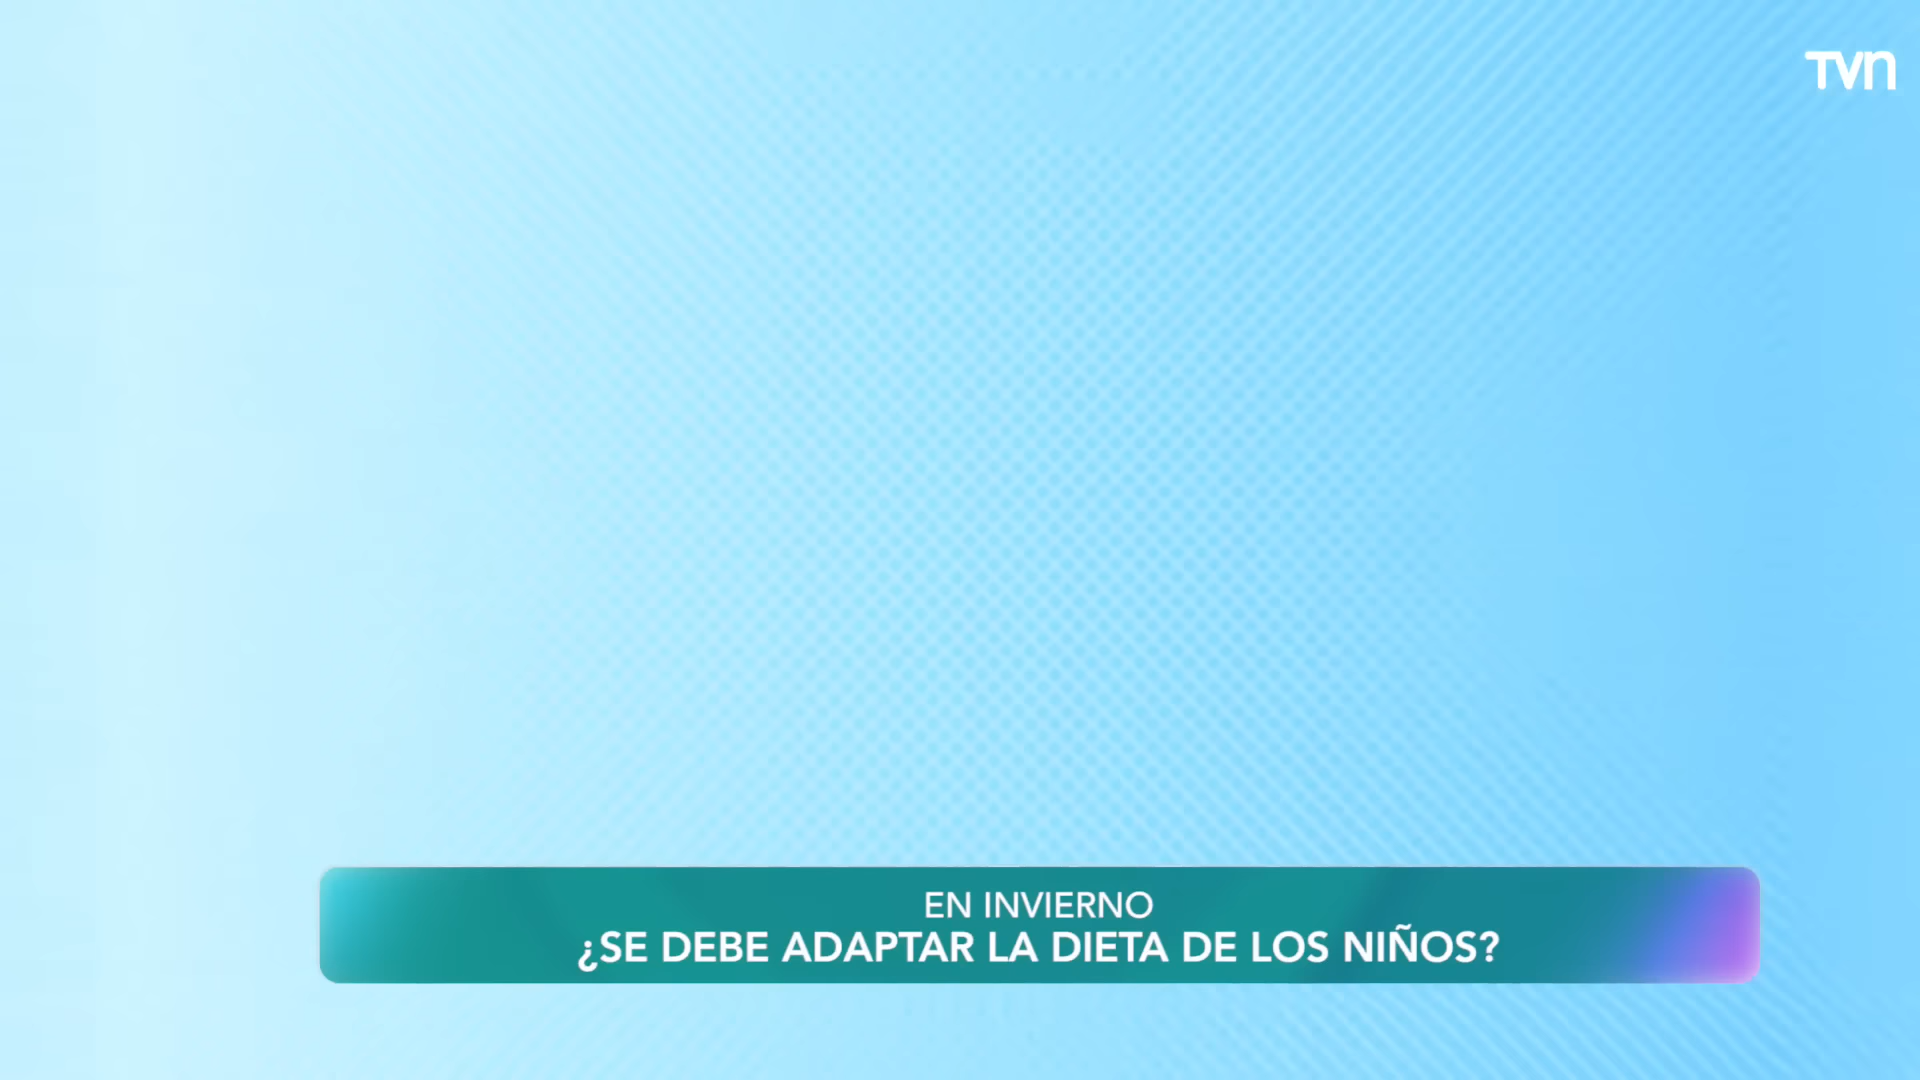 TVN
EN INVIERNO
¿SE DEBE ADAPTAR LA DIETA DE LOS NIÑOS?